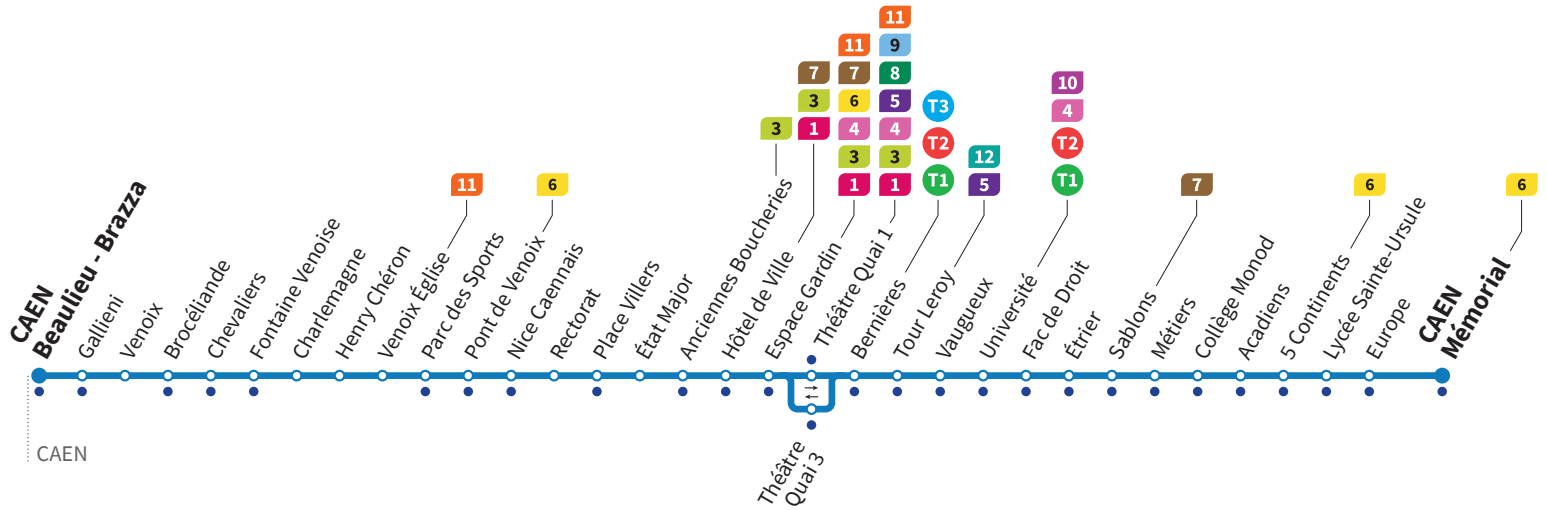 11
11 9
7 7 8 10
3 6 5 T3 4
3 1 4 4 T2 T2
3 3 12
11 6 1 1 T1 5 T1 7 6 6
CAEN
Beaulieu - Brazza
Gallieni
Venoix
Brocéliande
Chevaliers
Fontaine Venoise
Charlemagne
Henry Chéron
Venoix Église
Parc des Sports
Pont de Venoix
Nice Caennais
Rectorat
Place Villers
État Major
Anciennes Boucheries
Hôtel de Ville
Espace Gardin
Théâtre Quai 1
Bernières
Tour Leroy
Vaugueux
Université
Fac de Droit
Étrier
Sablons
Métiers
Collège Monod
Acadiens
5 Continents
Lycée Sainte-Ursule
Europe
CAEN
Mémorial
CAEN
Théâtre
Quai 3